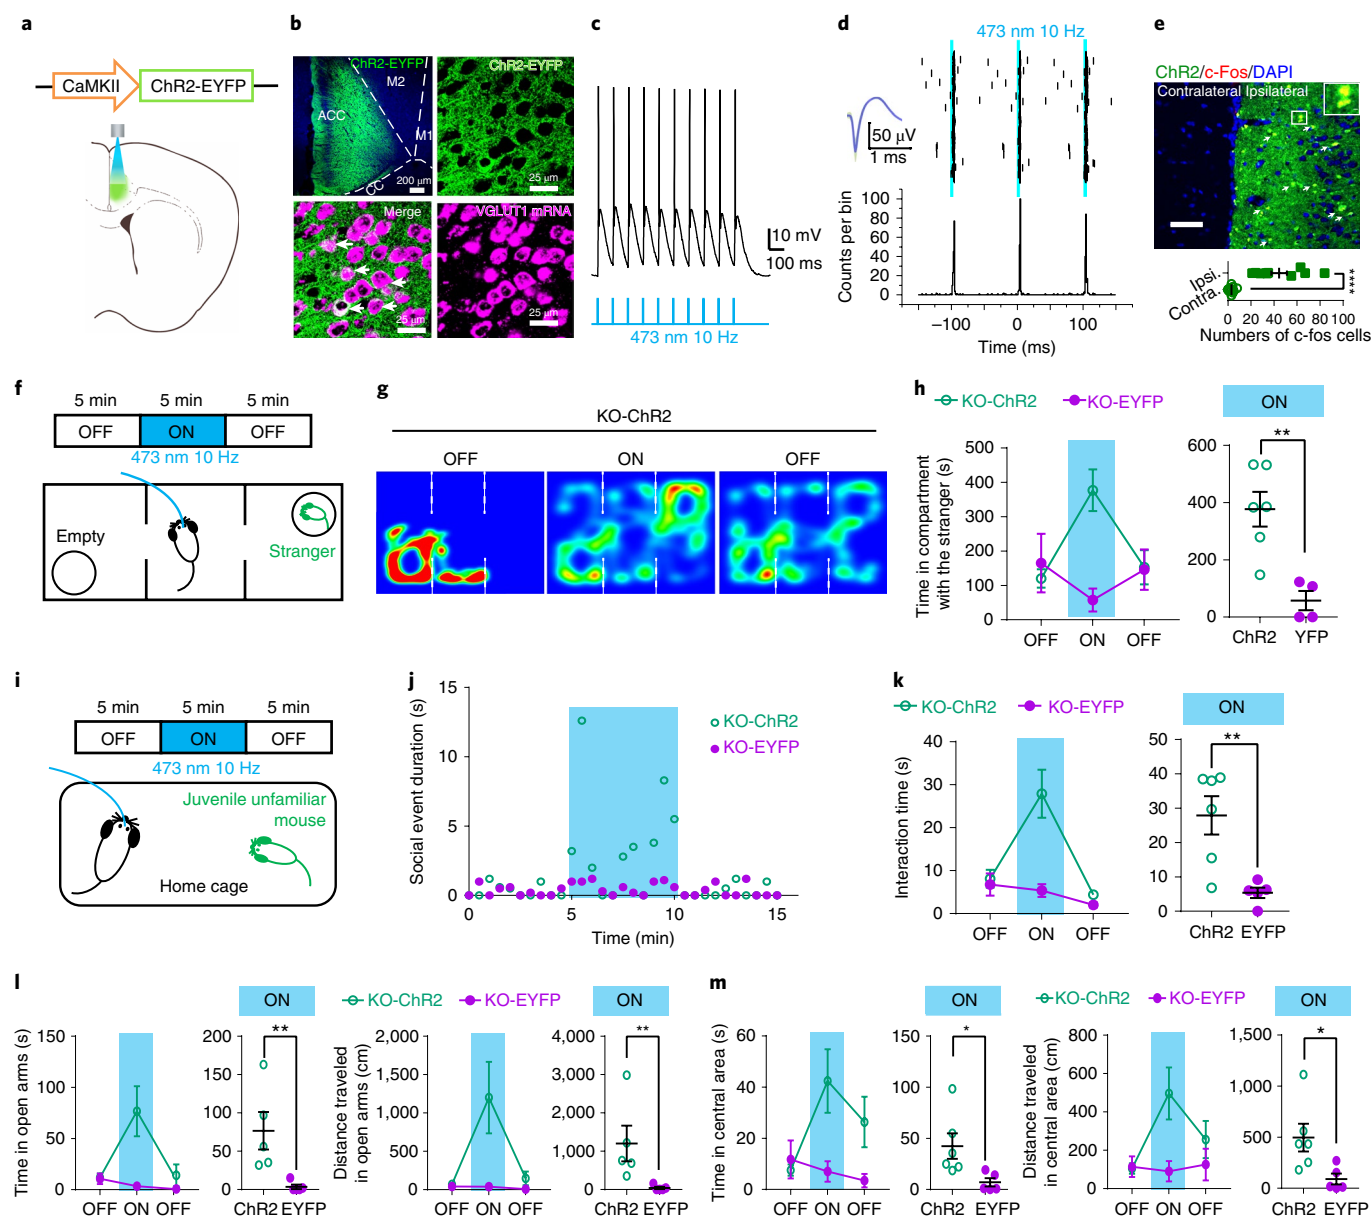 a
CaMKII
ChR2-EYFP
b
ChR2-EYFP
M2
ACC
M1
CC
200 µm
ChR2-EYFP
25 µm
Merge
25 µm
VGLUT1 mRNA
25 µm
c
10 mV
100 ms
473 nm 10 Hz
d
473 nm 10 Hz
50 µV
1 ms
Counts per bin
100
80
60
40
20
0
−100
0
100
Time (ms)
e
ChR2/c-Fos/DAPI
Contralateral Ipsilateral
Ipsi.
Contra.
****
0 20 40 60 80 100
Numbers of c-fos cells
f
5 min 5 min 5 min
OFF ON OFF
473 nm 10 Hz
Empty
Stranger
g
KO-ChR2
OFF ON OFF
h
KO-ChR2 KO-EYFP
Time in compartment
with the stranger (s)
500
400
300
200
100
0
OFF ON OFF
ON
**
600
400
200
0
ChR2 YFP
i
5 min 5 min 5 min
OFF ON OFF
473 nm 10 Hz
Juvenile unfamiliar
mouse
Home cage
j
Social event duration (s)
15
10
5
0
0 5 10 15
Time (min)
KO-ChR2
KO-EYFP
k
KO-ChR2 KO-EYFP
Interaction time (s)
40
30
20
10
0
OFF ON OFF
ON
**
50
40
30
20
10
0
ChR2 EYFP
l
Time in open arms (s)
150
100
50
0
OFF ON OFF
ON
**
200
150
100
50
0
ChR2 EYFP
KO-ChR2 KO-EYFP
Distance traveled
in open arms (cm)
2,000
1,500
1,000
500
0
OFF ON OFF
ON
**
4,000
3,000
2,000
1,000
0
ChR2 EYFP
m
Time in central area (s)
60
40
20
0
OFF ON OFF
ON
*
150
100
50
0
ChR2 EYFP
KO-ChR2 KO-EYFP
Distance traveled
in central area (cm)
800
600
400
200
0
OFF ON OFF
ON
*
1,500
1,000
500
0
ChR2 EYFP